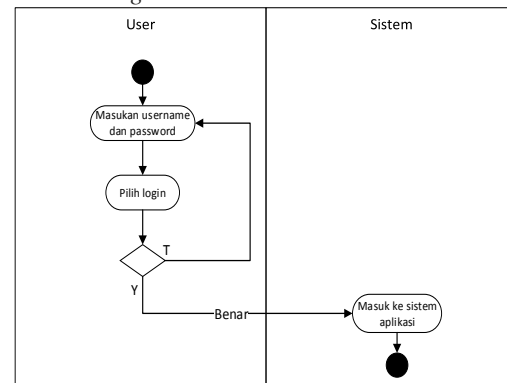 User
Sistem
Masukan username
dan password
Pilih login
T
Y
Benar
Masuk ke sistem
aplikasi